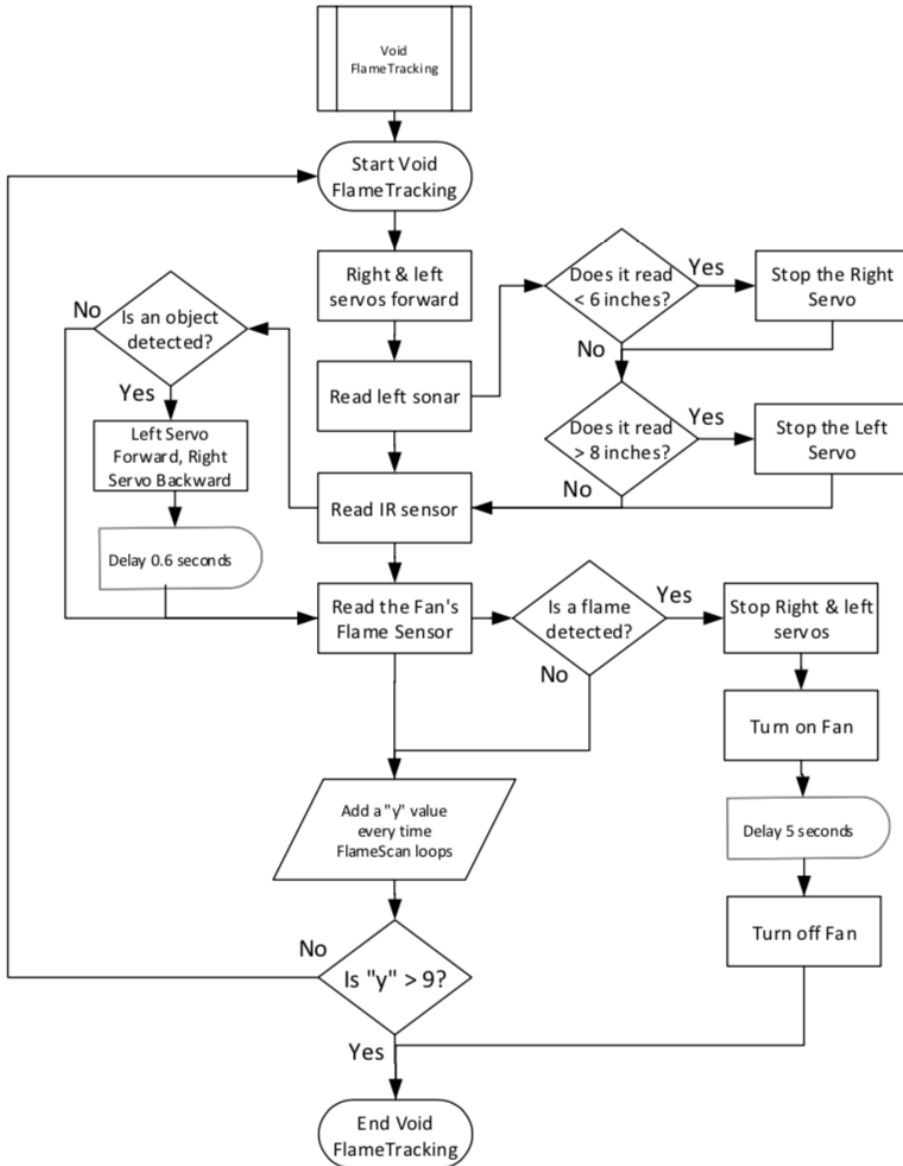 Void
FlameTracking
Start Void
FlameTracking
Right & left
servos forward
Does it read
< 6 inches?
Yes
Stop the Right
Servo
No
No
Is an object
detected?
Yes
Read left sonar
Does it read
> 8 inches?
Yes
Stop the Left
Servo
No
Left Servo
Forward, Right
Servo Backward
Read IR sensor
Delay 0.6 seconds
Read the Fan's
Flame Sensor
Is a flame
detected?
Yes
Stop Right & left
servos
No
Turn on Fan
Add a "y" value
every time
FlameScan loops
Delay 5 seconds
Turn off Fan
No
Is "y" > 9?
Yes
End Void
FlameTracking